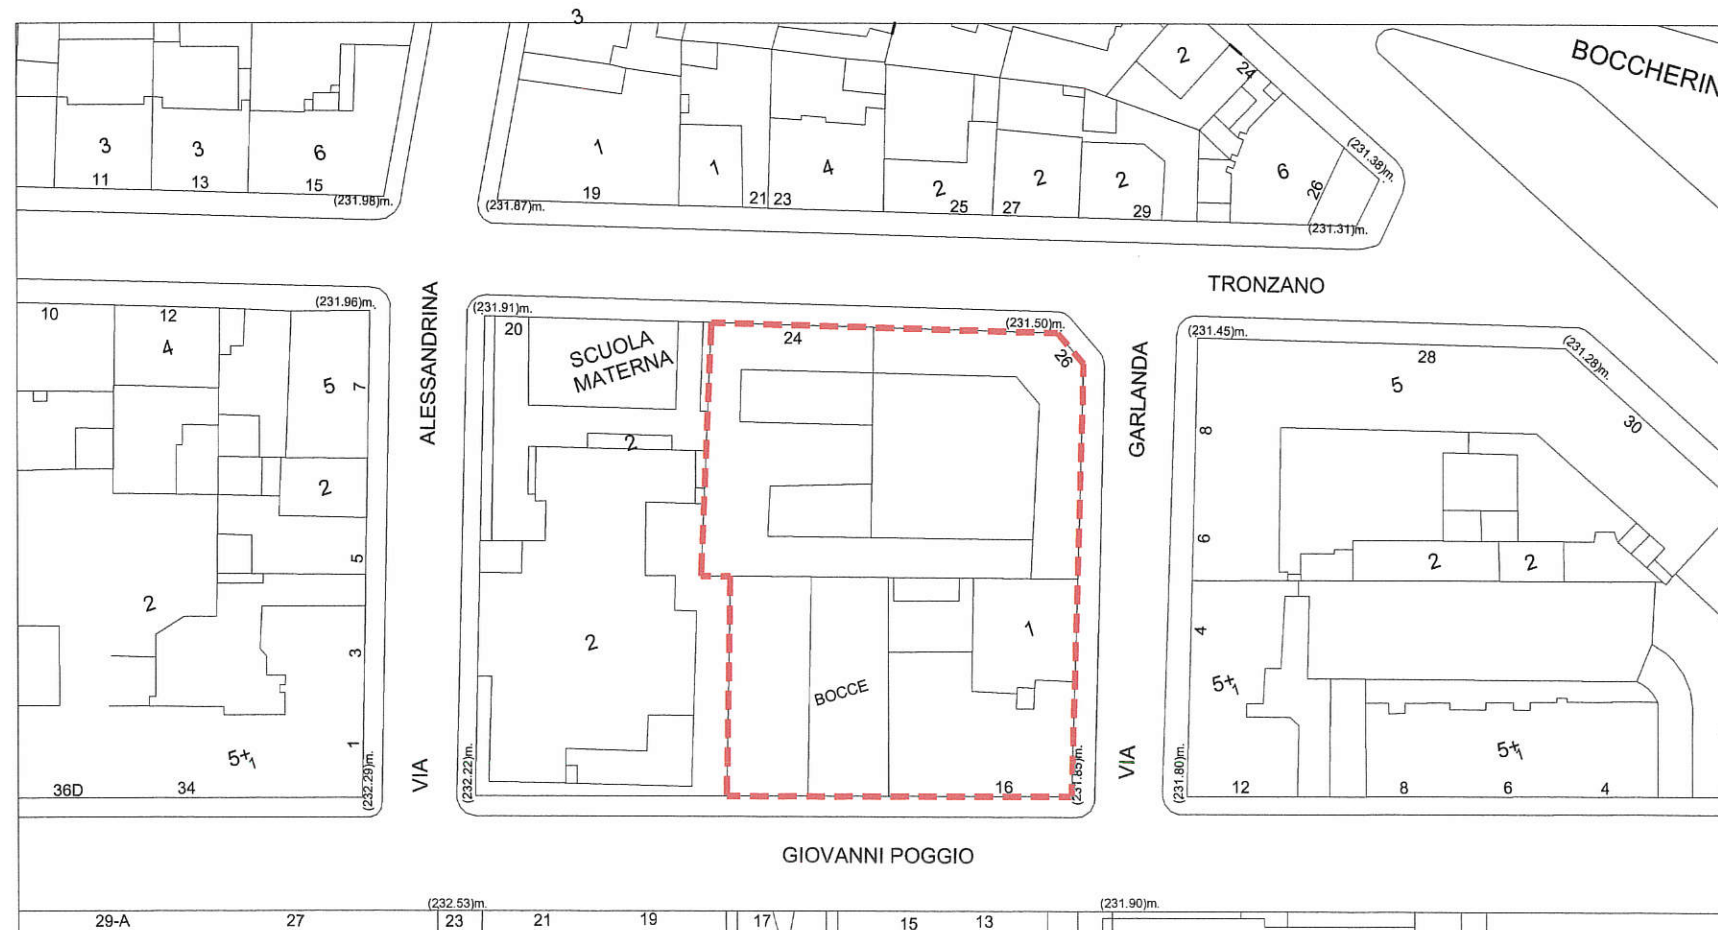 3
BOCCHERIN
2
24
3
3
6
11
13
15
(231.98)m.
1
1
4
2
2
2
6
26
(231.38)m.
(231.87)m.
19
21
23
25
27
29
(231.31)m.
TRONZANO
10
12
4
(231.96)m.
5
7
2
5
2
3
1
5+1
36D
34
(232.29)m.
ALESSANDRINA
VIA
(231.91)m.
20
SCUOLA
MATERNA
2
2
(232.22)m.
24
(231.50)m.
26
1
BOCCE
16
(231.85)m.
GARLANDA
VIA
(231.45)m.
28
(231.28)m.
5
30
8
6
2
2
4
5+1
5+1
(231.80)m.
12
8
6
4
GIOVANNI POGGIO
(232.53)m.
(231.90)m.
29-A
27
23
21
19
17
15
13